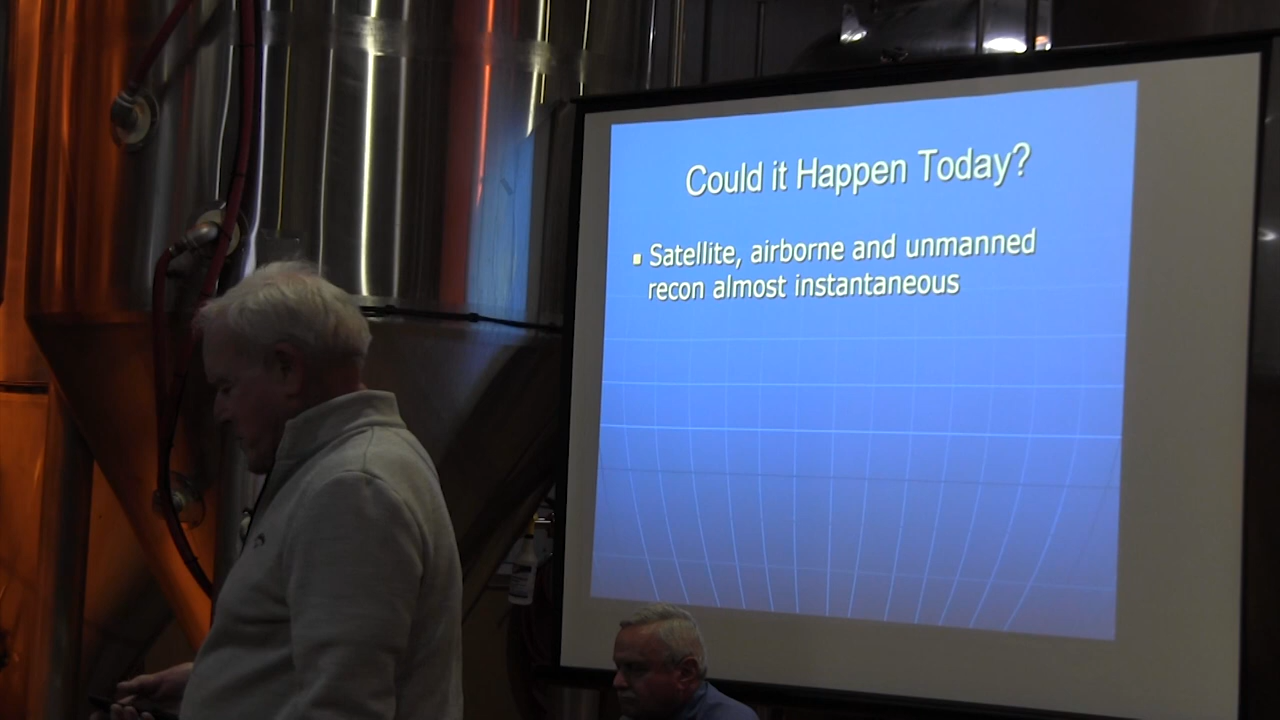 Could it Happen Today?
▪ Satellite, airborne and unmanned
recon almost instantaneous